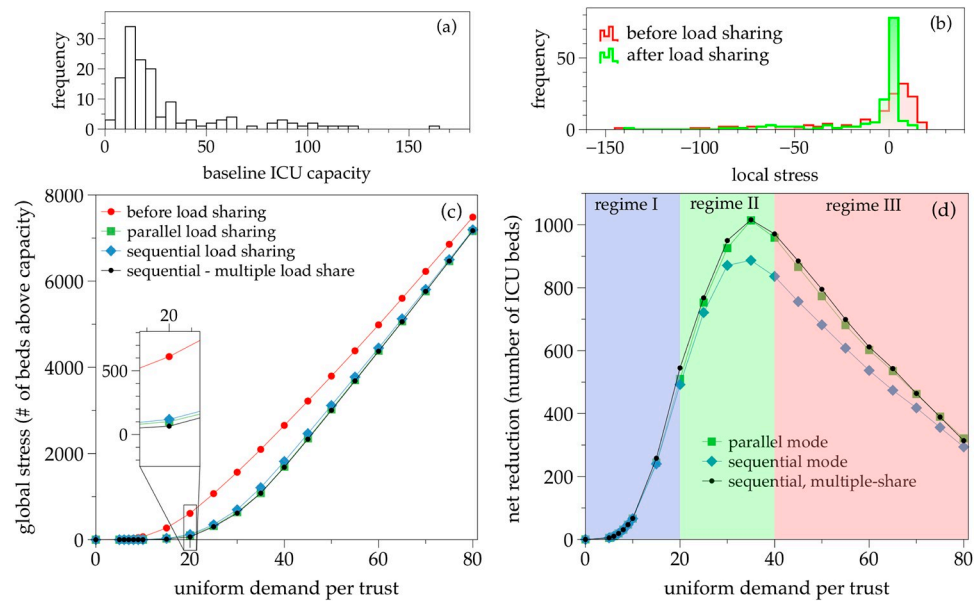 (a)
frequency
30
20
10
0
0
50
100
150
baseline ICU capacity
(b)
before load sharing
after load sharing
frequency
50
0
−150
−100
−50
0
local stress
(c)
before load sharing
parallel load sharing
sequential load sharing
sequential - multiple load share
global stress (# of beds above capacity)
8000
6000
4000
2000
0
20
500
0
0
20
40
60
80
uniform demand per trust
regime I
regime II
regime III
(d)
net reduction (number of ICU beds)
1000
800
600
400
200
0
parallel mode
sequential mode
sequential, multiple-share
0
20
40
60
80
uniform demand per trust